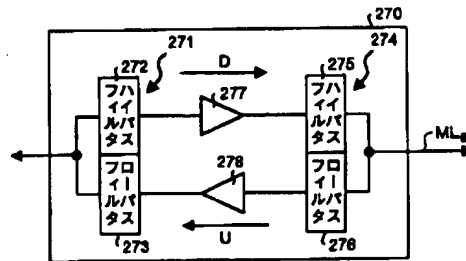 270
272
271
D
275
274
277
ハイパス
フィルタ
ハイパス
フィルタ
ML
278
ローパス
フィルタ
ローパス
フィルタ
273
U
276